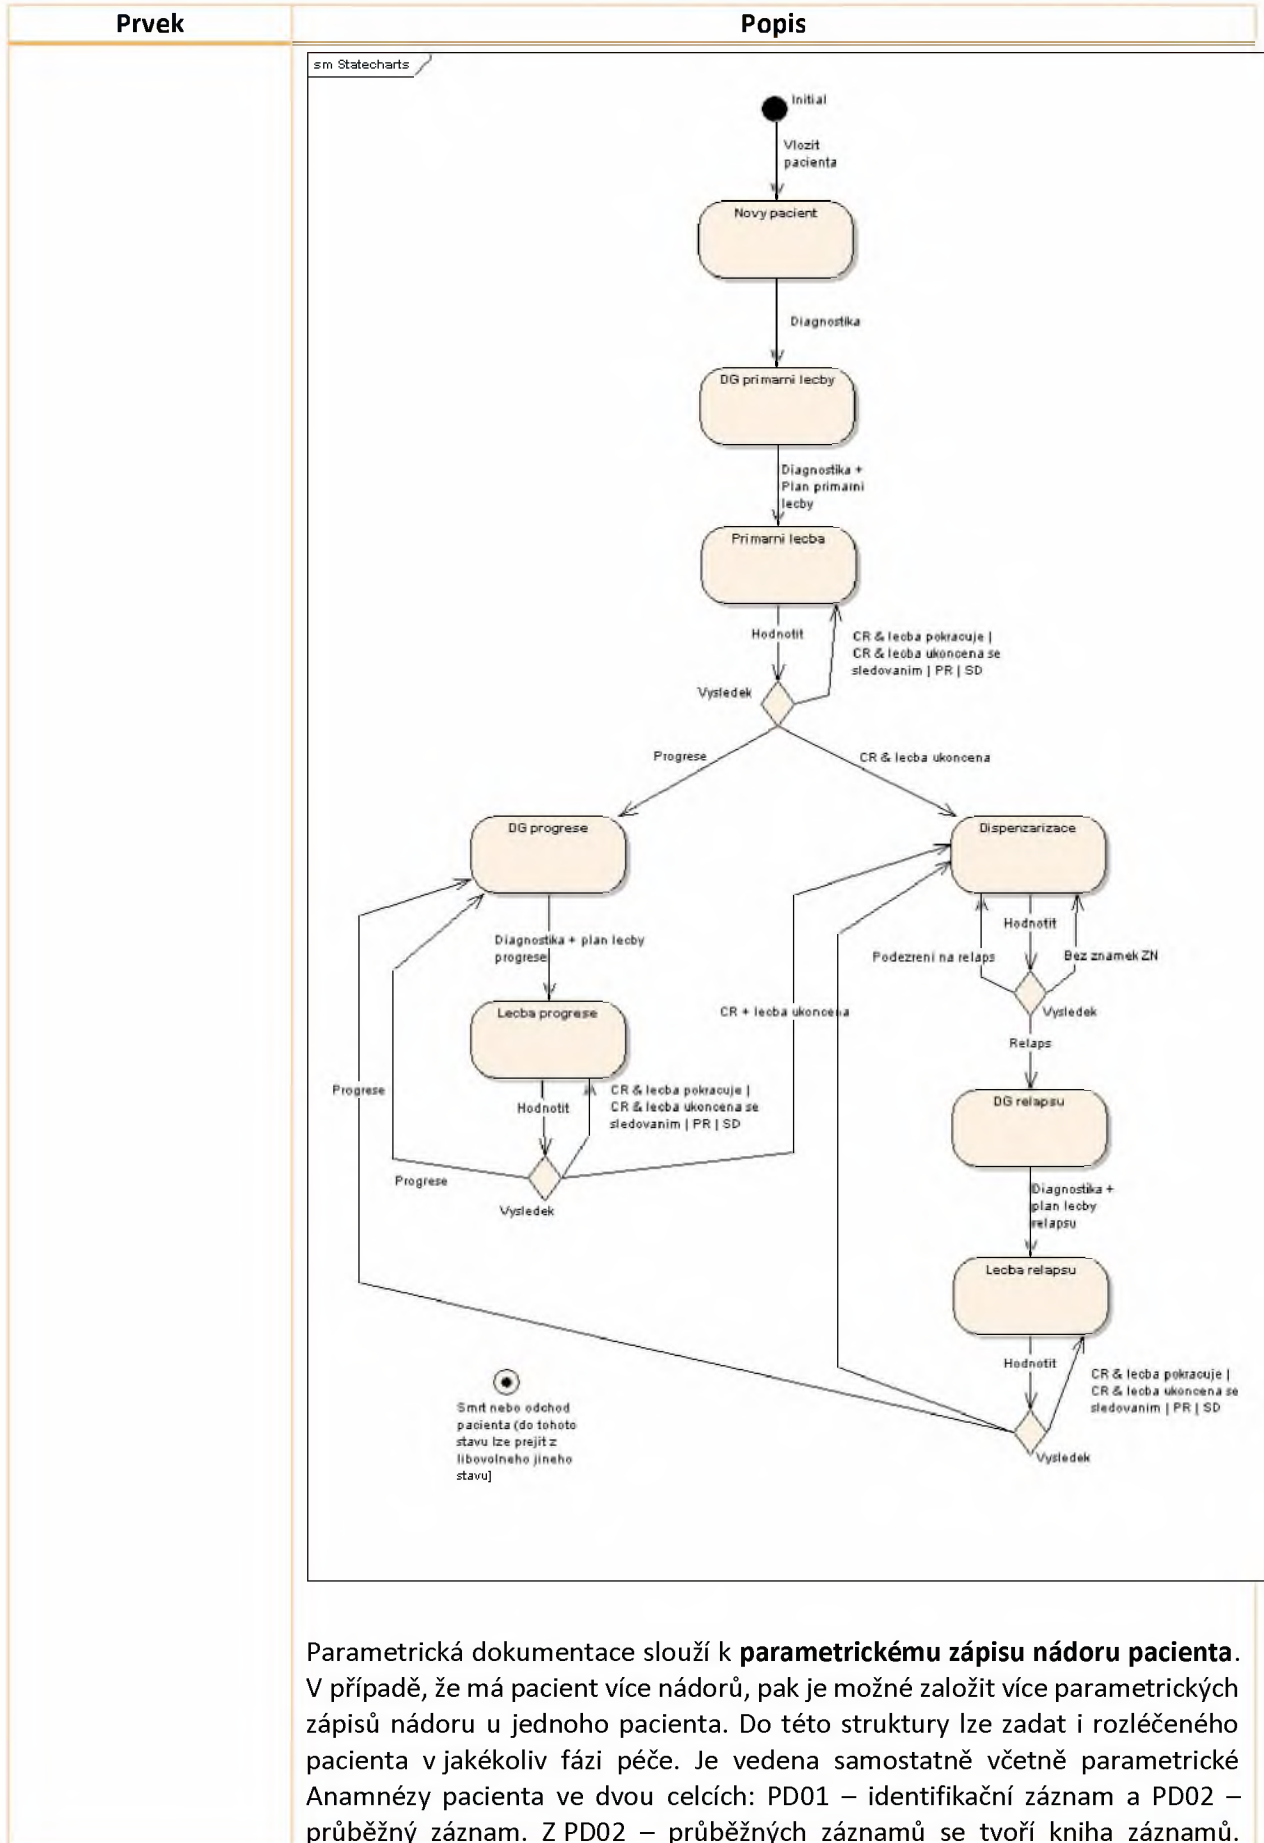 Prvek
Popis
sm Statecharts
Initial
Vlozit
pacienta
Novy pacient
Diagnostika
DG primarni lecby
Diagnostika +
Plan primarni
lecby
Primarni lecba
Hodnotit
CR & lecba pokracuje |
CR & lecba ukoncena se
sledovanim | PR | SD
Vysledek
Progrese
CR & lecba ukoncena
DG progrese
Dispenzarizace
Diagnostika + plan lecby
progrese
Hodnotit
Podezreni na relaps
Bez znamek ZN
Lecba progrese
CR + lecba ukoncena
Vysledek
Relaps
Progrese
Hodnotit
CR & lecba pokracuje |
CR & lecba ukoncena se
sledovanim | PR | SD
DG relapsu
Progrese
Vysledek
Diagnostika +
plan lecby
relapsu
Lecba relapsu
Hodnotit
CR & lecba pokracuje |
CR & lecba ukoncena se
sledovanim | PR | SD
Vysledek
Smrt nebo odchod
pacienta (do tohoto
stavu lze prejit z
libovolneho jineho
stavu]
Parametrická dokumentace slouží k parametrickému zápisu nádoru pacienta.
V případě, že má pacient více nádorů, pak je možné založit více parametrických
zápisů nádoru u jednoho pacienta. Do této struktury lze zadat i rozléčeného
pacienta v jakékoliv fázi péče. Je vedena samostatně včetně parametrické
Anamnézy pacienta ve dvou celcích: PD01 – identifikační záznam a PD02 –
průběžný záznam. Z PD02 – průběžných záznamů se tvoří kniha záznamů.